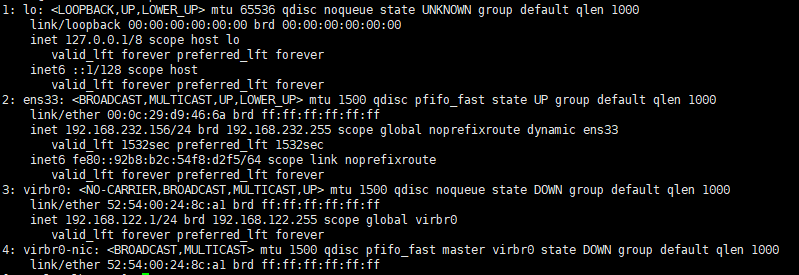 1: lo: <LOOPBACK,UP,LOWER_UP> mtu 65536 qdisc noqueue state UNKNOWN group default qlen 1000
    link/loopback 00:00:00:00:00:00 brd 00:00:00:00:00:00
    inet 127.0.0.1/8 scope host lo
       valid_lft forever preferred_lft forever
    inet6 ::1/128 scope host
       valid_lft forever preferred_lft forever
2: ens33: <BROADCAST,MULTICAST,UP,LOWER_UP> mtu 1500 qdisc pfifo_fast state UP group default qlen 1000
    link/ether 00:0c:29:d9:46:6a brd ff:ff:ff:ff:ff:ff
    inet 192.168.232.156/24 brd 192.168.232.255 scope global noprefixroute dynamic ens33
       valid_lft 1532sec preferred_lft 1532sec
    inet6 fe80::92b8:b2c:54f8:d2f5/64 scope link noprefixroute
       valid_lft forever preferred_lft forever
3: virbr0: <NO-CARRIER,BROADCAST,MULTICAST,UP> mtu 1500 qdisc noqueue state DOWN group default qlen 1000
    link/ether 52:54:00:24:8c:a1 brd ff:ff:ff:ff:ff:ff
    inet 192.168.122.1/24 brd 192.168.122.255 scope global virbr0
       valid_lft forever preferred_lft forever
4: virbr0-nic: <BROADCAST,MULTICAST> mtu 1500 qdisc pfifo_fast master virbr0 state DOWN group default qlen 1000
    link/ether 52:54:00:24:8c:a1 brd ff:ff:ff:ff:ff:ff